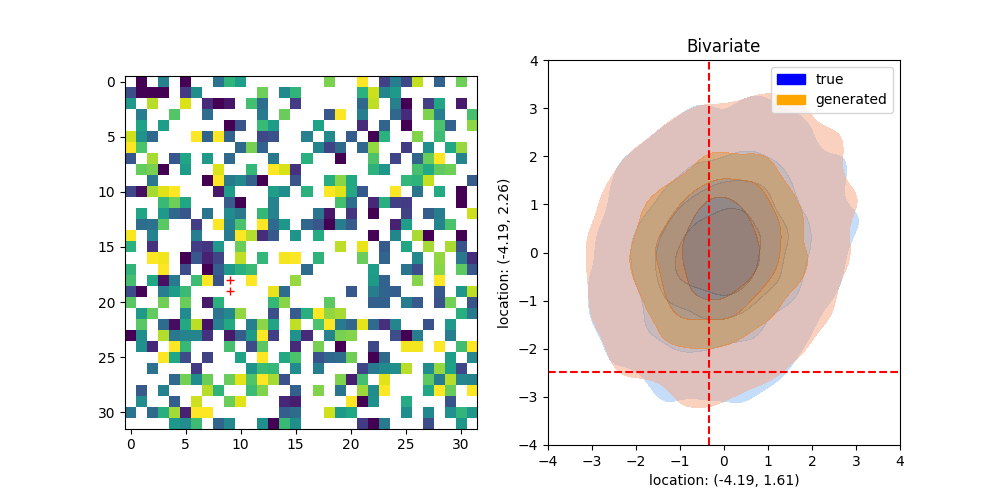 Bivariate
true
generated
0
5
10
15
20
25
30
0 5 10 15 20 25 30
location: (-4.19, 2.26)
4
3
2
1
0
−1
−2
−3
−4
−4 −3 −2 −1 0 1 2 3 4
location: (-4.19, 1.61)